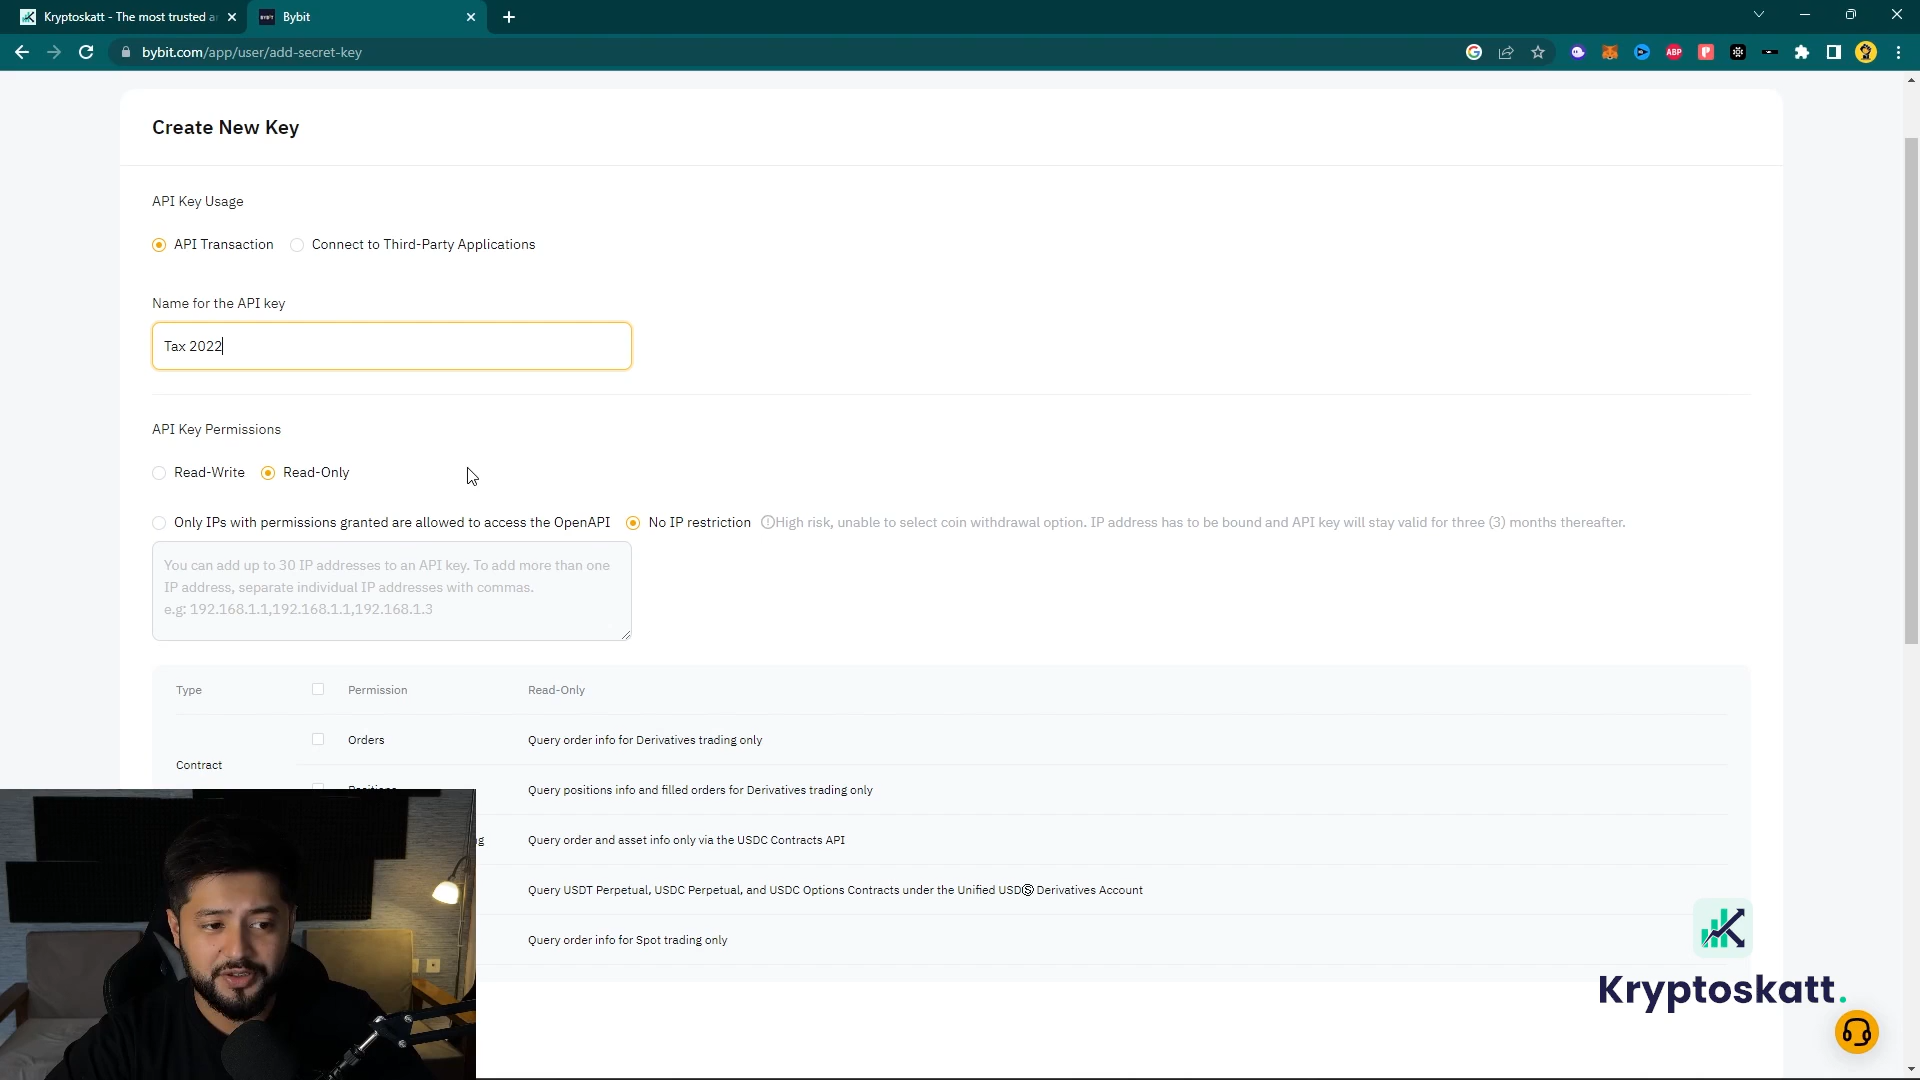 Kryptoskatt - The most trusted a
Bybit
bybit.com/app/user/add-secret-key
ABP
Create New Key
API Key Usage
API Transaction
Connect to Third-Party Applications
Name for the API key
Tax 2022
API Key Permissions
Read-Write
Read-Only
Only IPs with permissions granted are allowed to access the OpenAPI
No IP restriction
High risk, unable to select coin withdrawal option. IP address has to be bound and API key will stay valid for three (3) months thereafter.
You can add up to 30 IP addresses to an API key. To add more than one
IP address, separate individual IP addresses with commas.
e.g: 192.168.1.1,192.168.1.1,192.168.1.3
Type
Permission
Read-Only
Orders
Query order info for Derivatives trading only
Contract
Positions
Query positions info and filled orders for Derivatives trading only
Query order and asset info only via the USDC Contracts API
Query USDT Perpetual, USDC Perpetual, and USDC Options Contracts under the Unified USDⓈ Derivatives Account
Query order info for Spot trading only
Kryptoskatt.